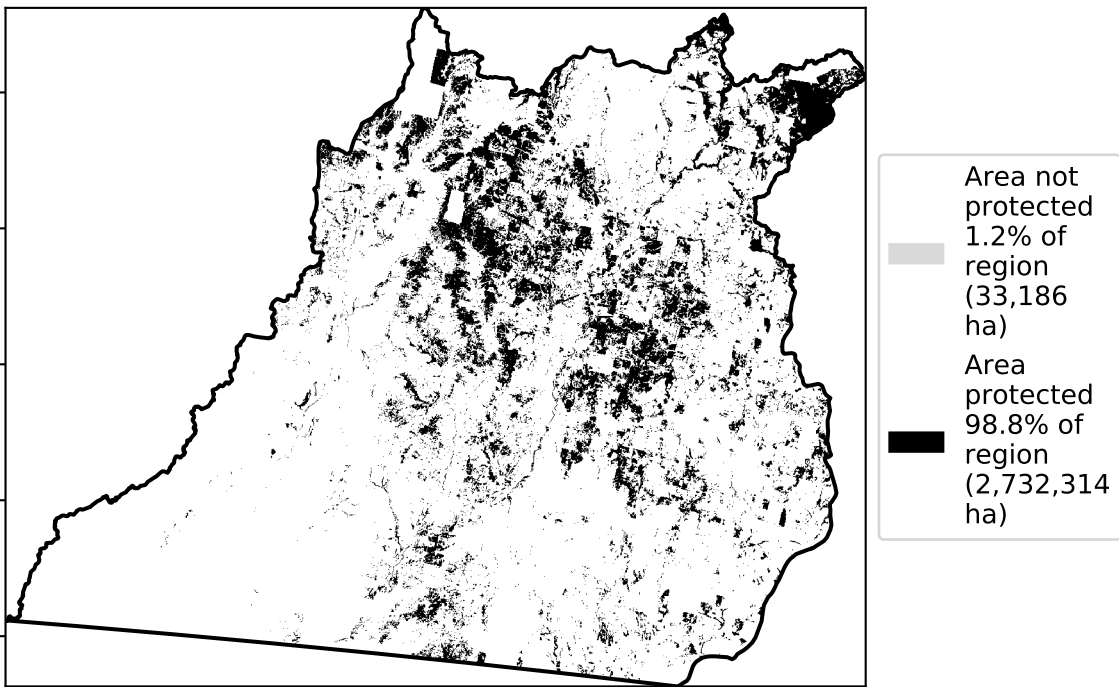 Area not
protected
1.2% of
region
(33,186
ha)
Area
protected
98.8% of
region
(2,732,314
ha)